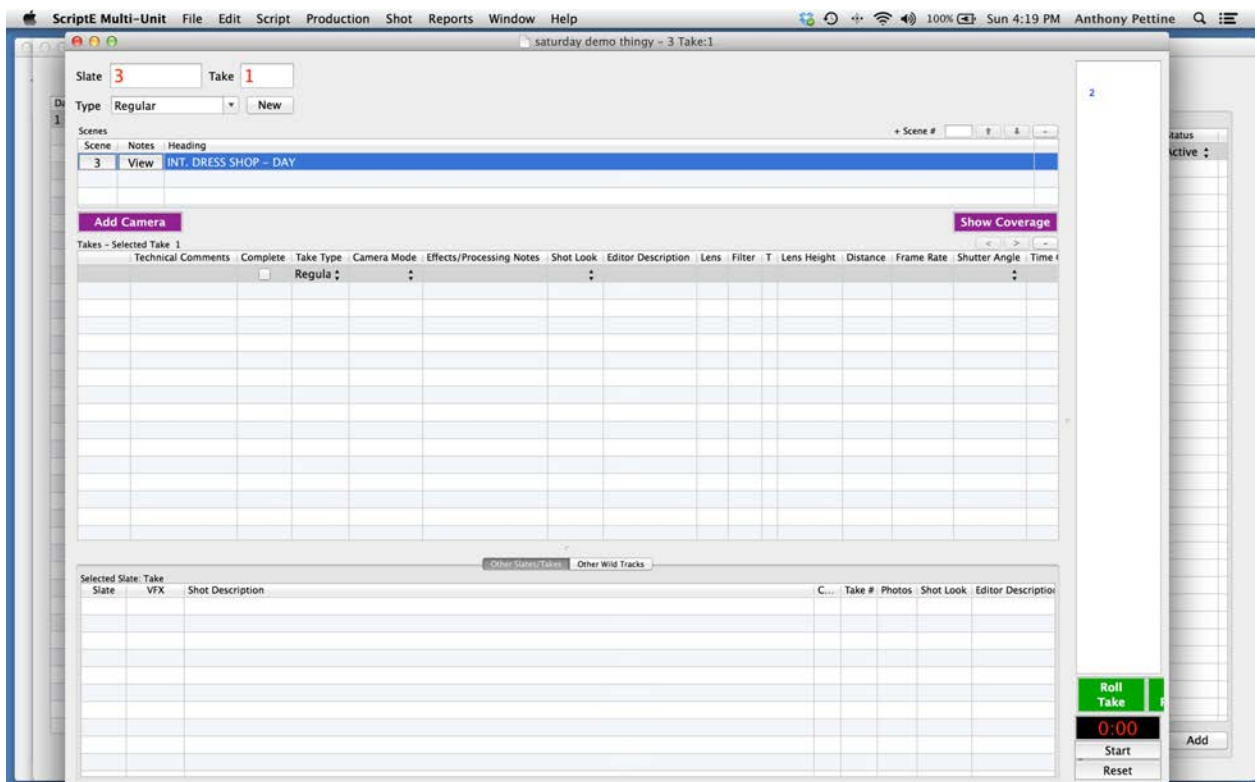 ScriptE Multi-Unit File Edit Script Production Shot Reports Window Help 100% Sun 4:19 PM Anthony Pettine
saturday demo thingy - 3 Take:1
Slate 3 Take 1
2
Type Regular New
1
Scenes + Scene #
Status
Scene Notes Heading
Active
3 View INT. DRESS SHOP - DAY
Add Camera Show Coverage
Takes - Selected Take 1 < > -
Technical Comments Complete Take Type Camera Mode Effects/Processing Notes Shot Look Editor Description Lens Filter T Lens Height Distance Frame Rate Shutter Angle Time
Regula
Other Slates/Takes Other Wild Tracks
Selected Slate: Take
Slate VFX Shot Description C... Take # Photos Shot Look Editor Description
Roll
Take
0:00
Add
Start
Reset